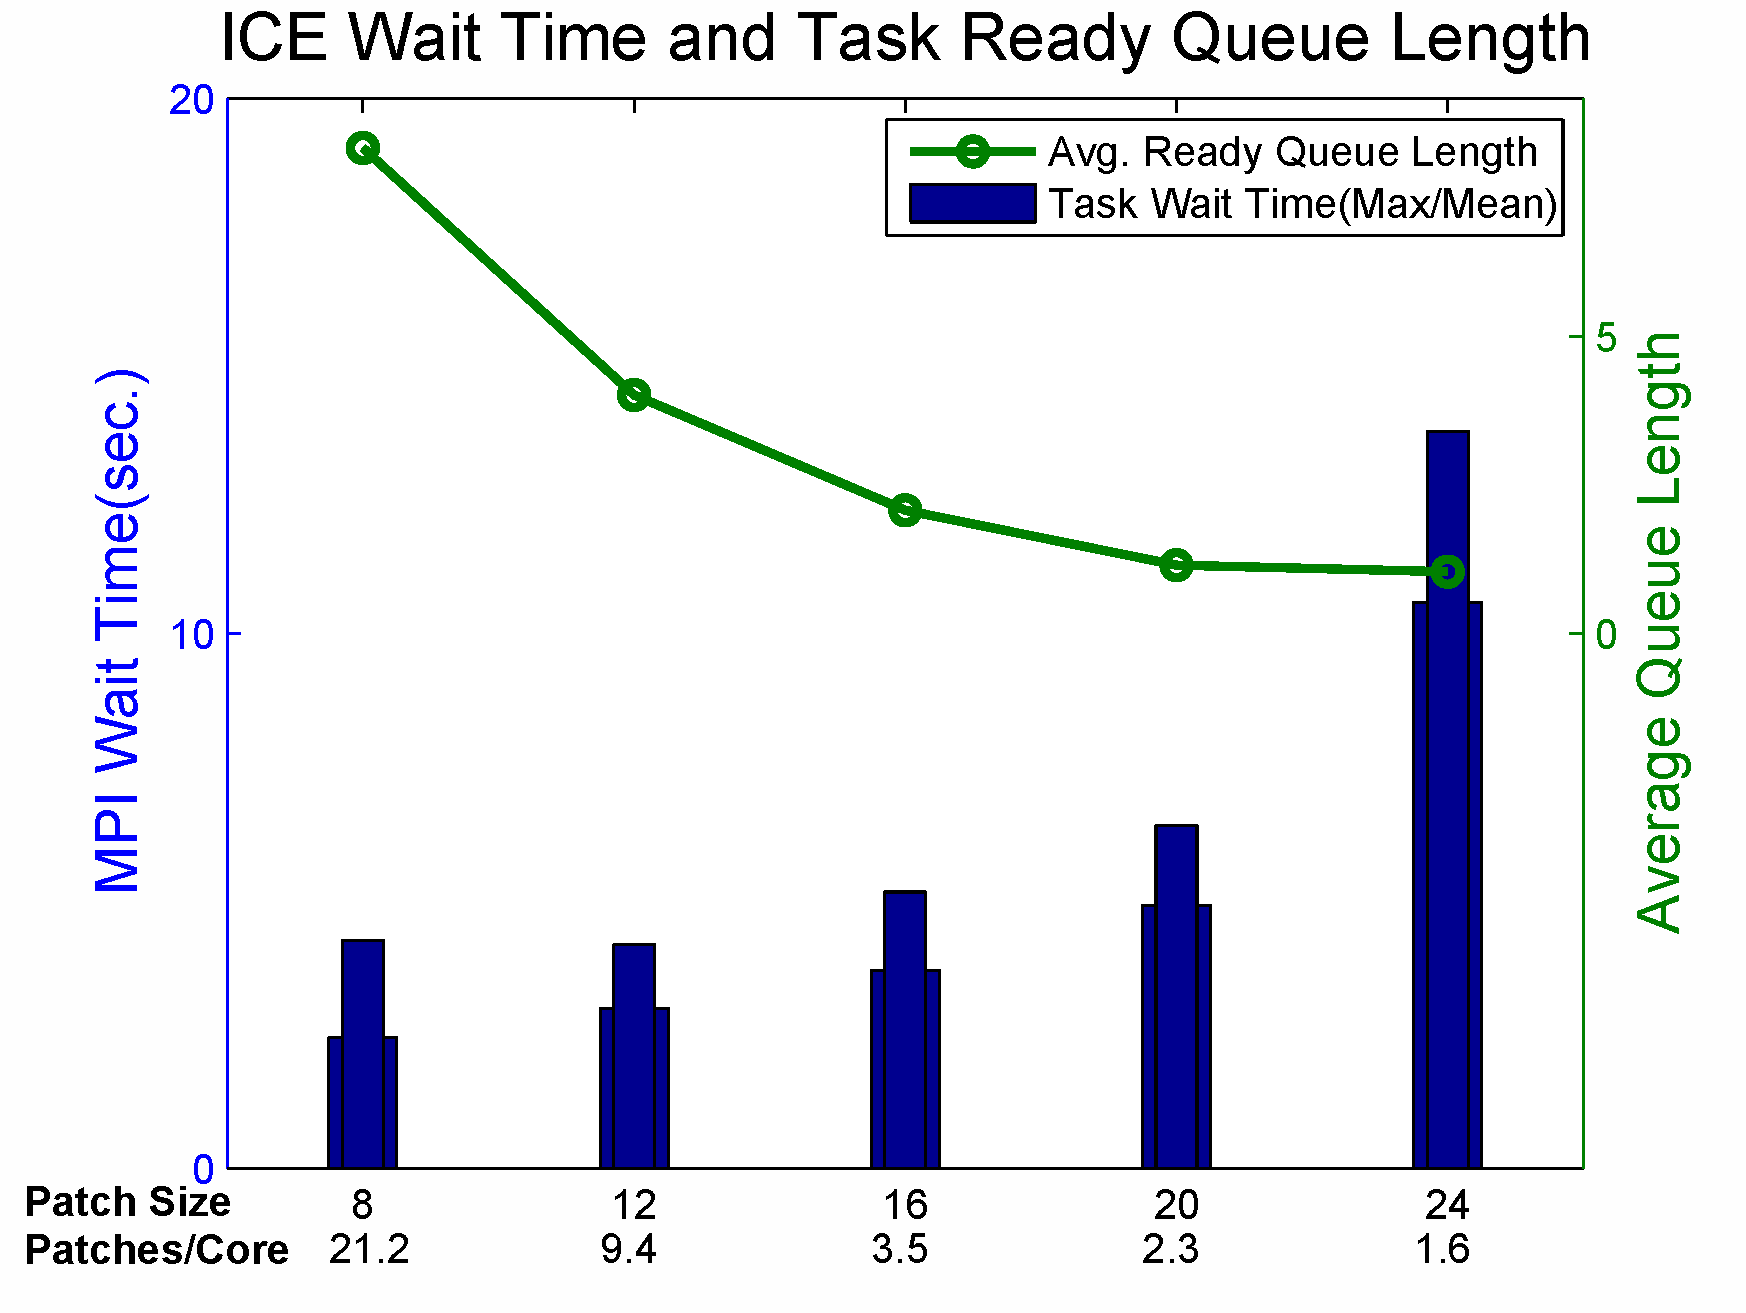 ICE Wait Time and Task Ready Queue Length
20
Avg. Ready Queue Length
Task Wait Time(Max/Mean)
5
MPI Wait Time(sec.)
Average Queue Length
10
0
0
Patch Size 8 12 16 20 24
Patches/Core 21.2 9.4 3.5 2.3 1.6